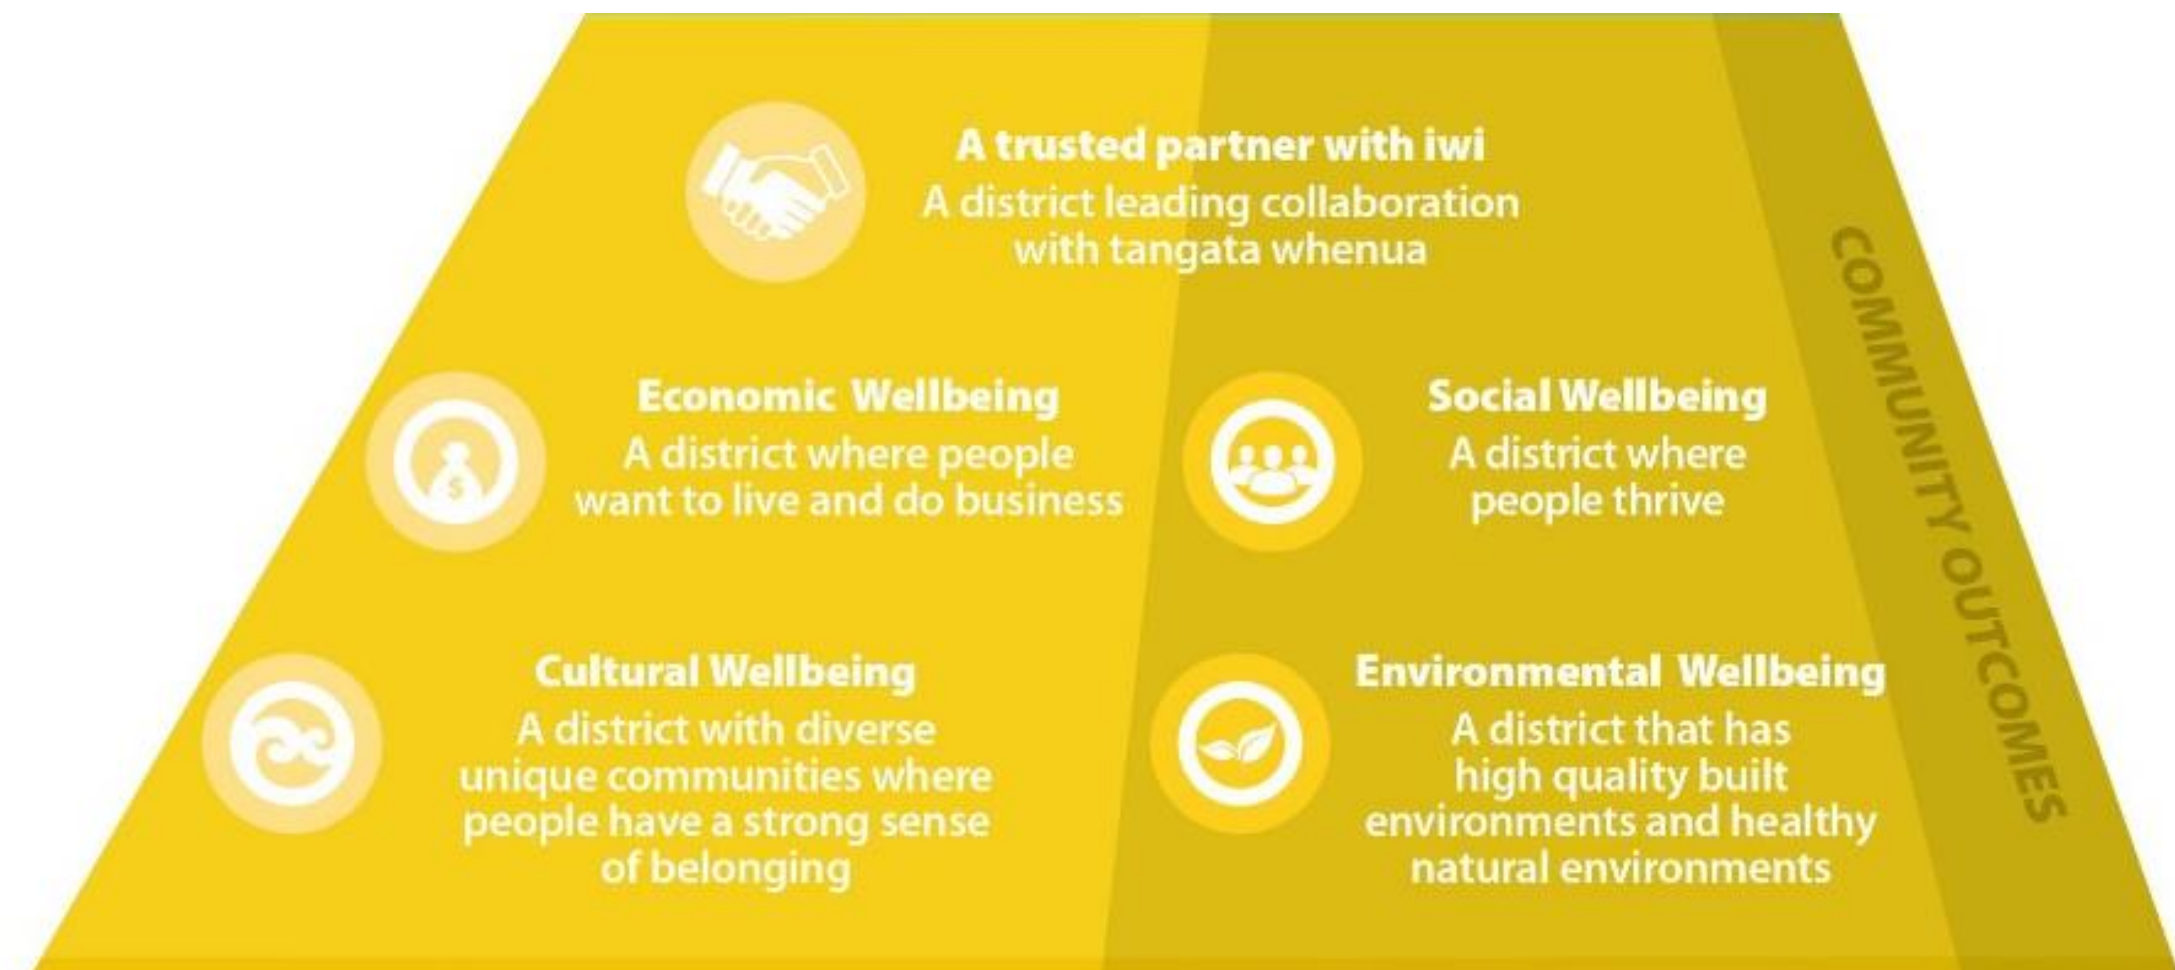 A trusted partner with iwi
A district leading collaboration
with tangata whenua
Economic Wellbeing
A district where people
want to live and do business
$
Social Wellbeing
A district where
people thrive
Cultural Wellbeing
A district with diverse
unique communities where
people have a strong sense
of belonging
Environmental Wellbeing
A district that has
high quality built
environments and healthy
natural environments
COMMUNITY OUTCOMES